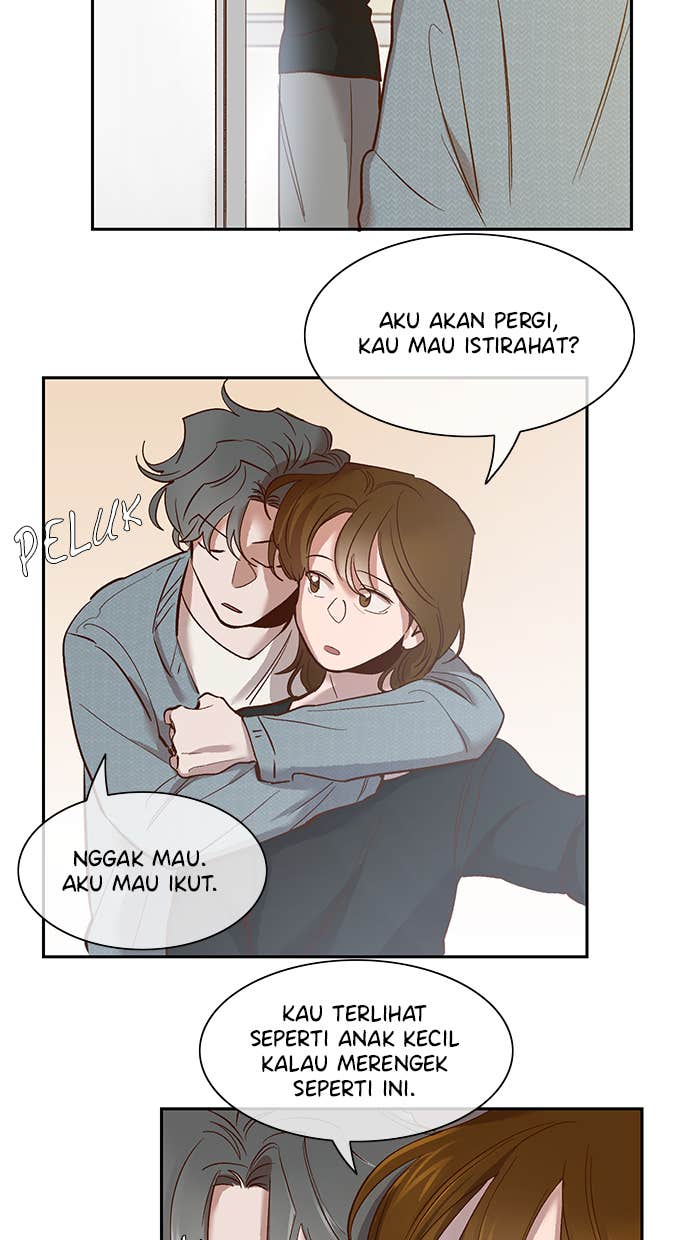 AKU AKAN PERGI,
KAU MAU ISTIRAHAT?
PELUK
NGGAK MAU.
AKU MAU IKUT.
KAU TERLIHAT
SEPERTI ANAK KECIL
KALAU MERENGEK
SEPERTI INI.